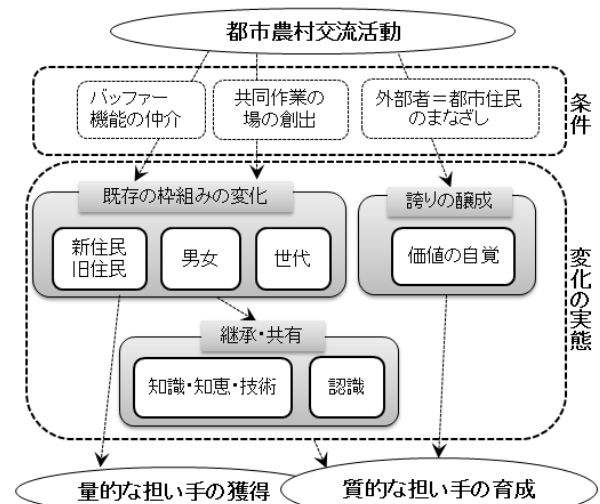 都市農村交流活動
バッファー
機能の仲介
共同作業の
場の創出
外部者=都市住民
のまなざし
条件
既存の枠組みの変化
新住民
旧住民
男女
世代
誇りの醸成
価値の自覚
変化の実態
継承・共有
知識・知恵・技術
認識
量的な担い手の獲得
質的な担い手の育成